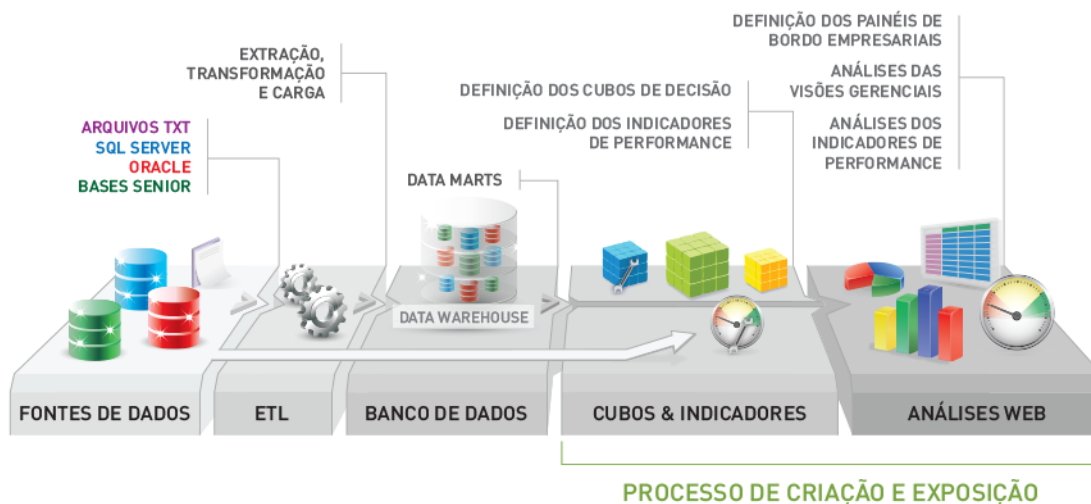 DEFINIÇÃO DOS PAINÉIS DE
BORDO EMPRESARIAIS
EXTRAÇÃO,
TRANSFORMAÇÃO
E CARGA
ANÁLISES DAS
VISÕES GERENCIAIS
DEFINIÇÃO DOS CUBOS DE DECISÃO
DEFINIÇÃO DOS INDICADORES
DE PERFORMANCE
ANÁLISES DOS
INDICADORES DE
PERFORMANCE
ARQUIVOS TXT
SQL SERVER
ORACLE
BASES SENIOR
DATA MARTS
DATA WAREHOUSE
FONTES DE DADOS
ETL
BANCO DE DADOS
CUBOS & INDICADORES
ANÁLISES WEB
PROCESSO DE CRIAÇÃO E EXPOSIÇÃO